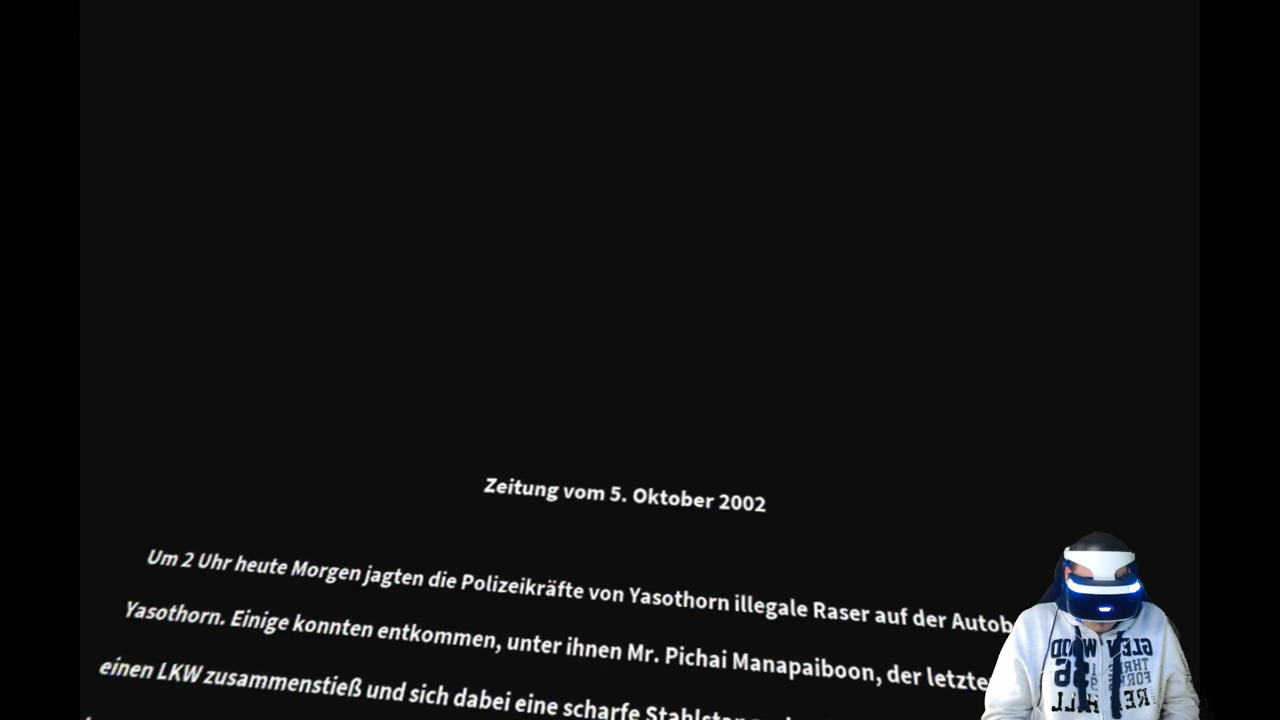 Zeitung vom 5. Oktober 2002
Um 2 Uhr heute Morgen jagten die Polizeikräfte von Yasothorn illegale Raser auf der
Yasothorn. Einige konnten entkommen, unter ihnen Mr. Pichai Manapaiboon, der
einen LKW zusammenstieß und sich dabei eine scharfe